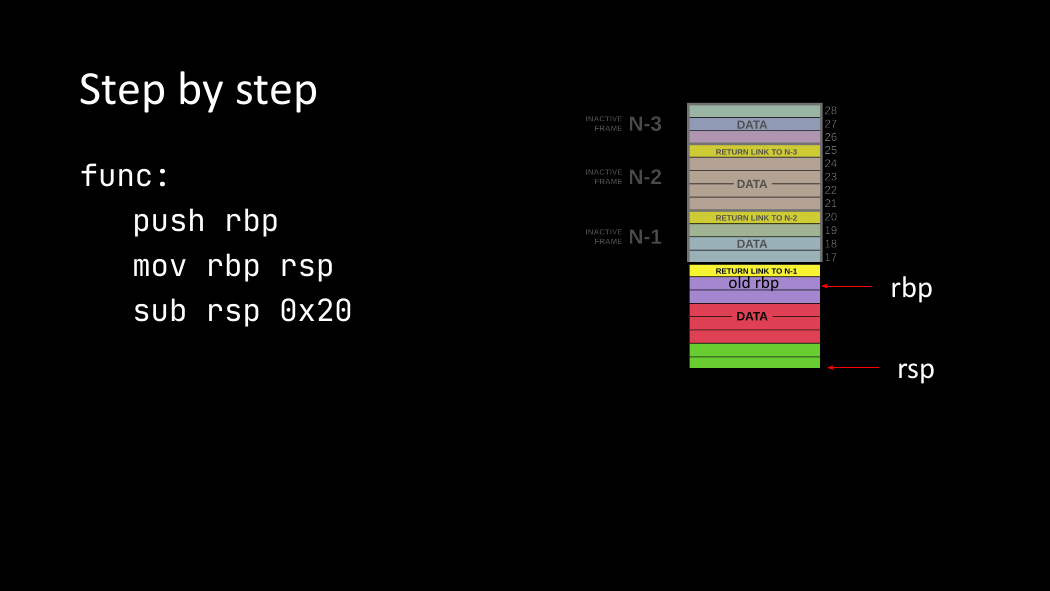 Step by step
func:
push rbp
mov rbp rsp
sub rsp 0x20
INACTIVE
FRAME N-3
INACTIVE
FRAME N-2
INACTIVE
FRAME N-1
28
DATA 27
26
RETURN LINK TO N-3 25
24
23
DATA
22
21
RETURN LINK TO N-2 20
19
DATA 18
17
RETURN LINK TO N-1
old rbp
rbp
DATA
rsp